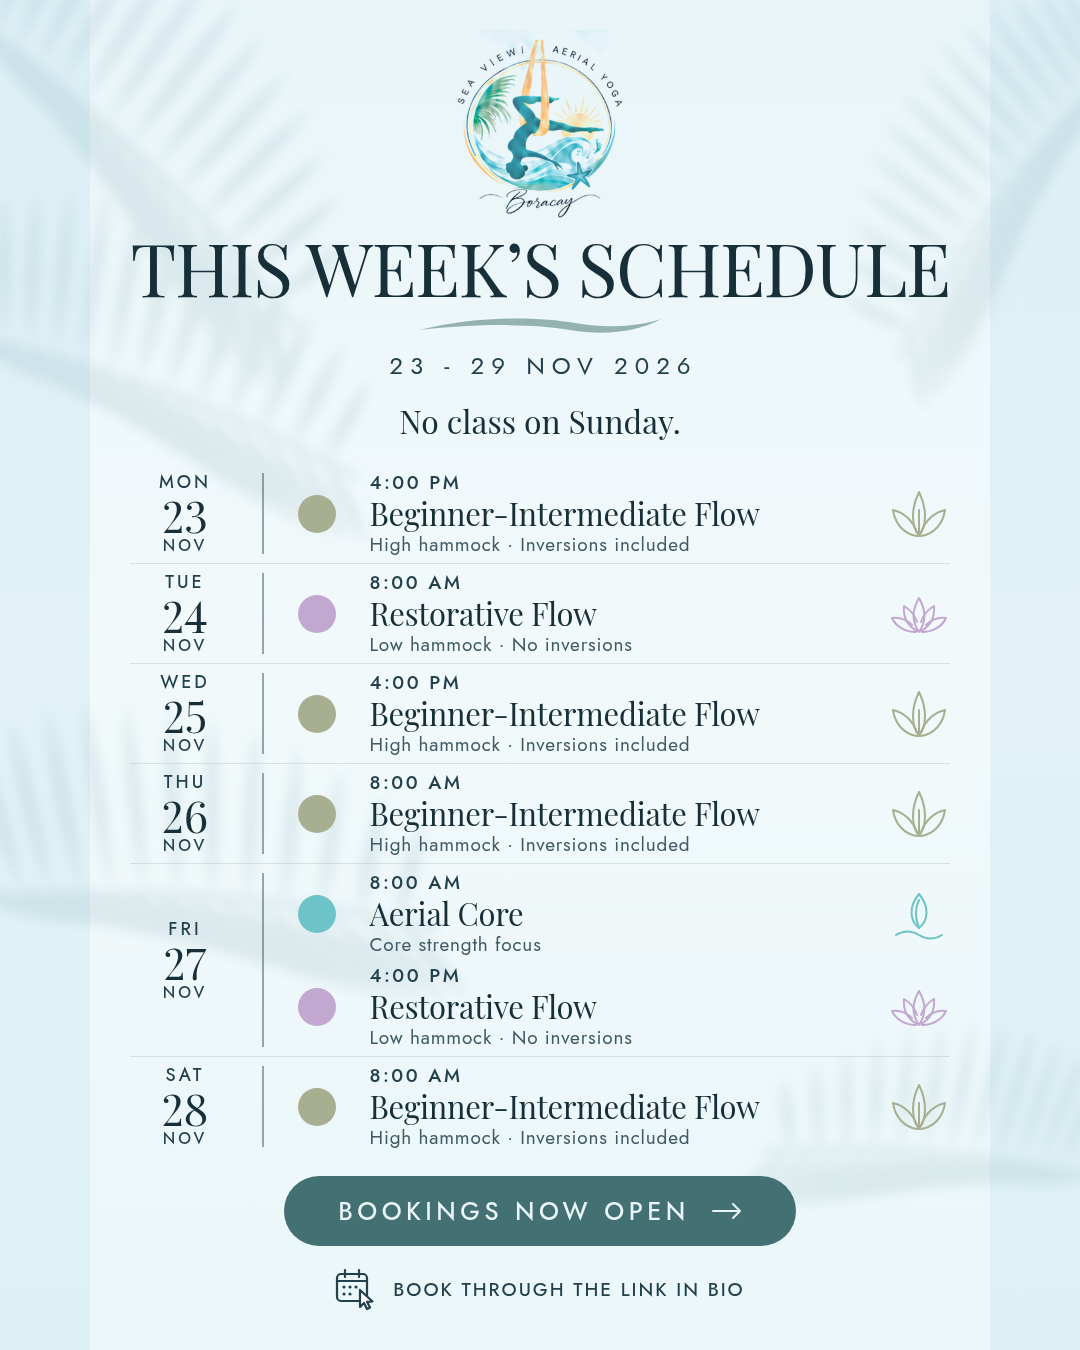 SEA VIEW AERIAL YOGA
Boracay
THIS WEEK’S SCHEDULE
23 - 29 NOV 2026
No class on Sunday.
MON
23
NOV
4:00 PM
Beginner-Intermediate Flow
High hammock · Inversions included
TUE
24
NOV
8:00 AM
Restorative Flow
Low hammock · No inversions
WED
25
NOV
4:00 PM
Beginner-Intermediate Flow
High hammock · Inversions included
THU
26
NOV
8:00 AM
Beginner-Intermediate Flow
High hammock · Inversions included
FRI
27
NOV
8:00 AM
Aerial Core
Core strength focus
4:00 PM
Restorative Flow
Low hammock · No inversions
SAT
28
NOV
8:00 AM
Beginner-Intermediate Flow
High hammock · Inversions included
BOOKINGS NOW OPEN →
BOOK THROUGH THE LINK IN BIO